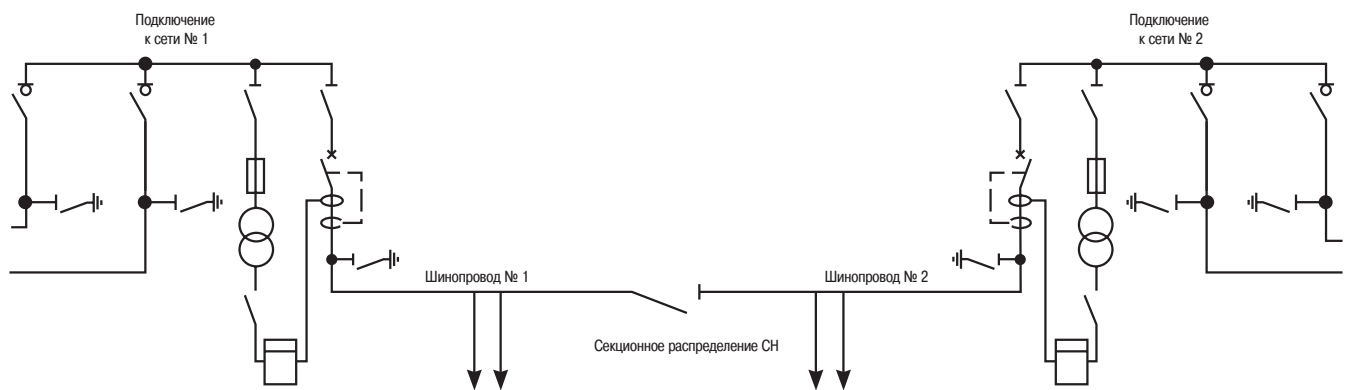 Подключение
к сети № 1
Подключение
к сети № 2
Шинопровод № 1
Шинопровод № 2
Секционное распределение СН